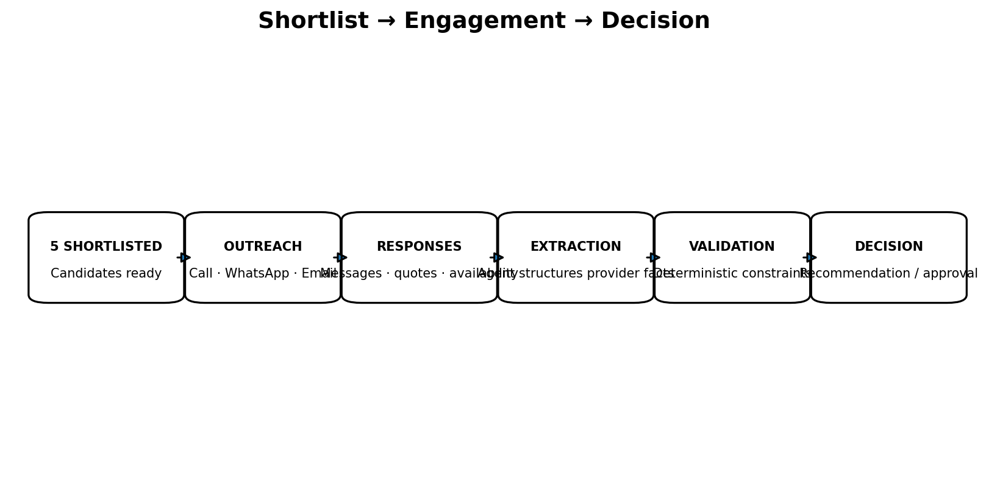 Shortlist → Engagement → Decision
5 SHORTLISTED
Candidates ready
OUTREACH
Call · WhatsApp · Email
RESPONSES
Messages · quotes · availability
EXTRACTION
Agent structures provider facts
VALIDATION
Deterministic constraints
DECISION
Recommendation / approval